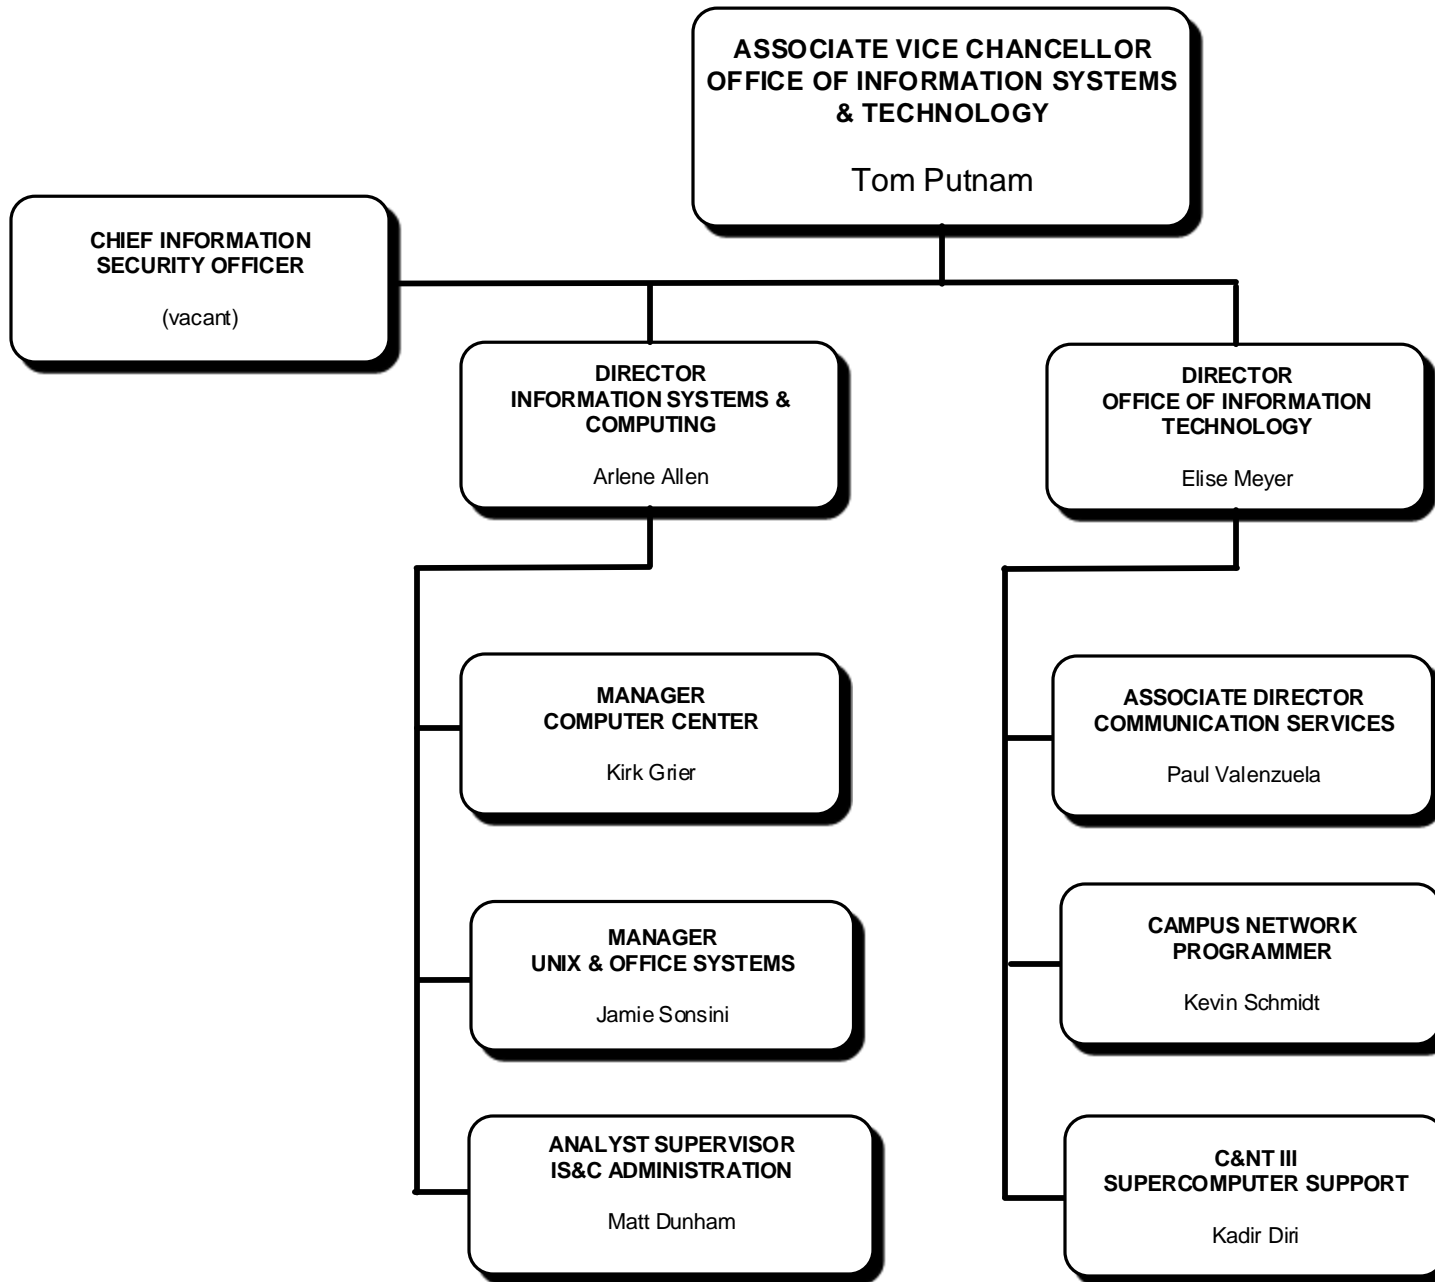 ASSOCIATE VICE CHANCELLOR
OFFICE OF INFORMATION SYSTEMS
& TECHNOLOGY
Tom Putnam
CHIEF INFORMATION
SECURITY OFFICER
(vacant)
DIRECTOR
INFORMATION SYSTEMS &
COMPUTING
Arlene Allen
DIRECTOR
OFFICE OF INFORMATION
TECHNOLOGY
Elise Meyer
MANAGER
COMPUTER CENTER
Kirk Grier
ASSOCIATE DIRECTOR
COMMUNICATION SERVICES
Paul Valenzuela
MANAGER
UNIX & OFFICE SYSTEMS
Jamie Sonsini
CAMPUS NETWORK
PROGRAMMER
Kevin Schmidt
ANALYST SUPERVISOR
IS&C ADMINISTRATION
Matt Dunham
C&NT III
SUPERCOMPUTER SUPPORT
Kadir Diri